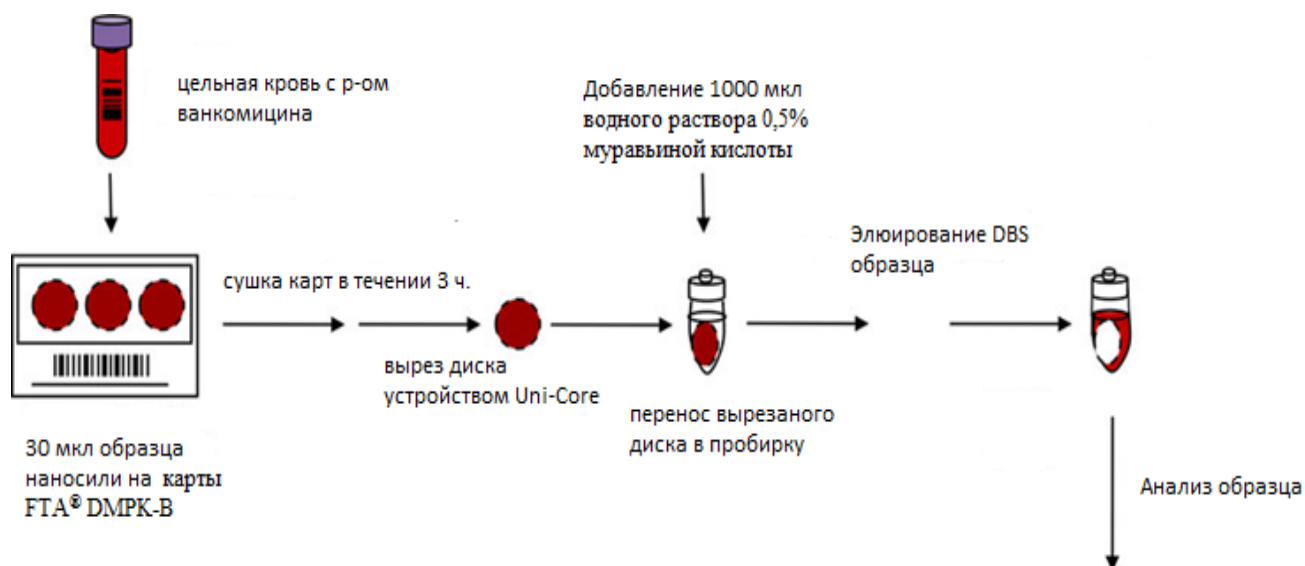 цельная кровь с р-ом
ванкомицина
Добавление 1000 мкл
водного раствора 0,5%
муравьиной кислоты
сушка карт в течении 3 ч.
Элюирование DBS
образца
вырез диска
устройством Uni-Core
перенос вырезаного
диска в пробирку
30 мкл образца
наносили на карты
FTA® DMPK-B
Анализ образца